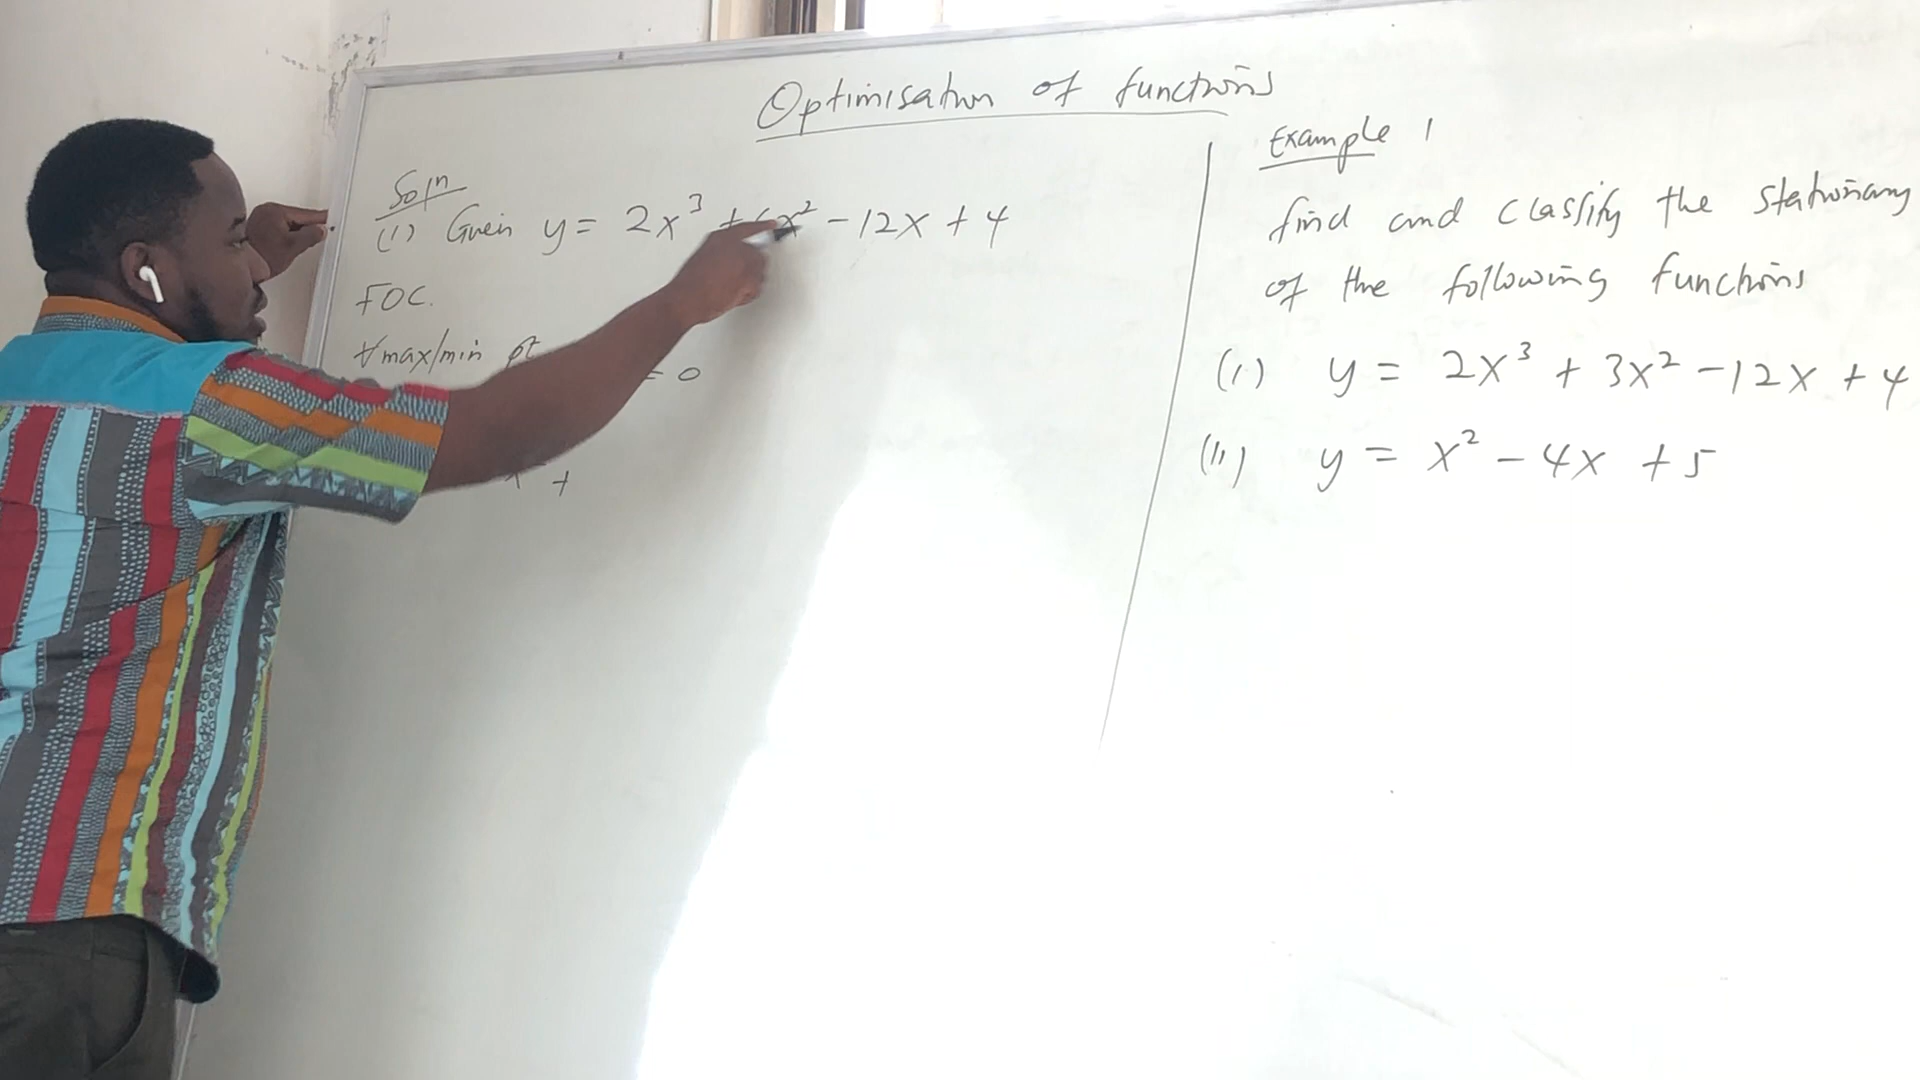 Optimisation of functions
Soln
(1) Given y = 2x³ + x² - 12x + 4
FOC.
∀ max/min pt
= 0
+
Example 1
find and classify the stationary
of the following functions
(i) y = 2x³ + 3x² - 12x + 4
(ii) y = x² - 4x + 5